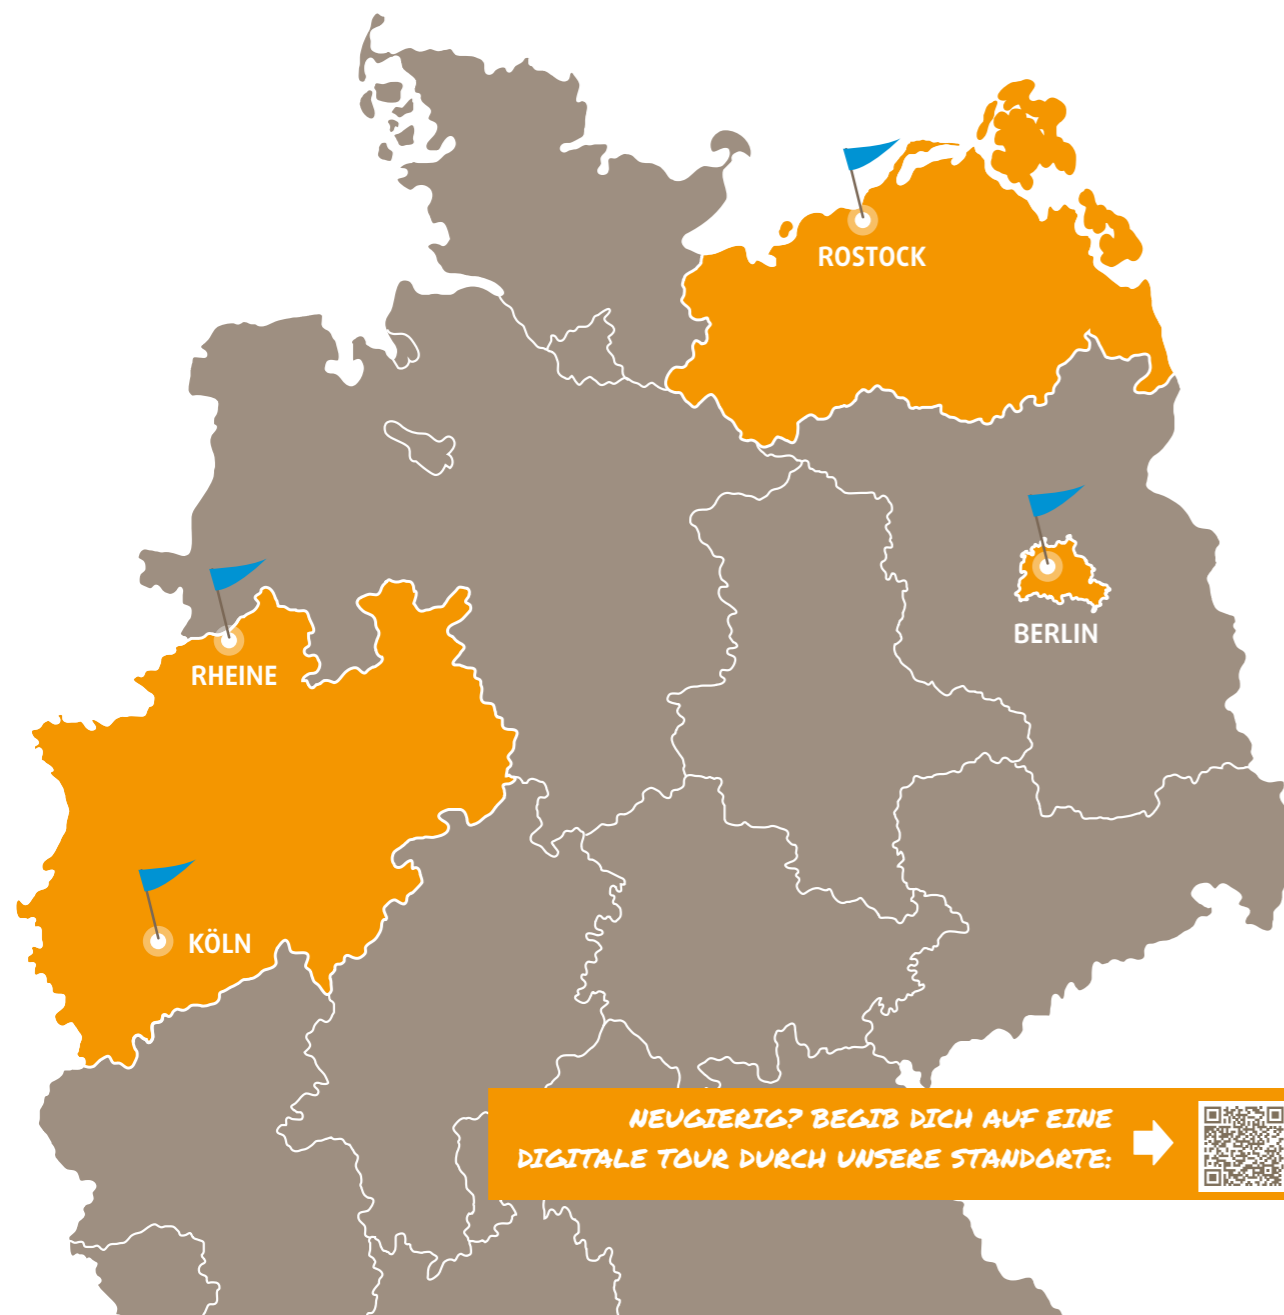 ROSTOCK
BERLIN
RHEINE
KÖLN
NEUGIERIG? BEGIB DICH AUF EINE
DIGITALE TOUR DURCH UNSERE STANDORTE: